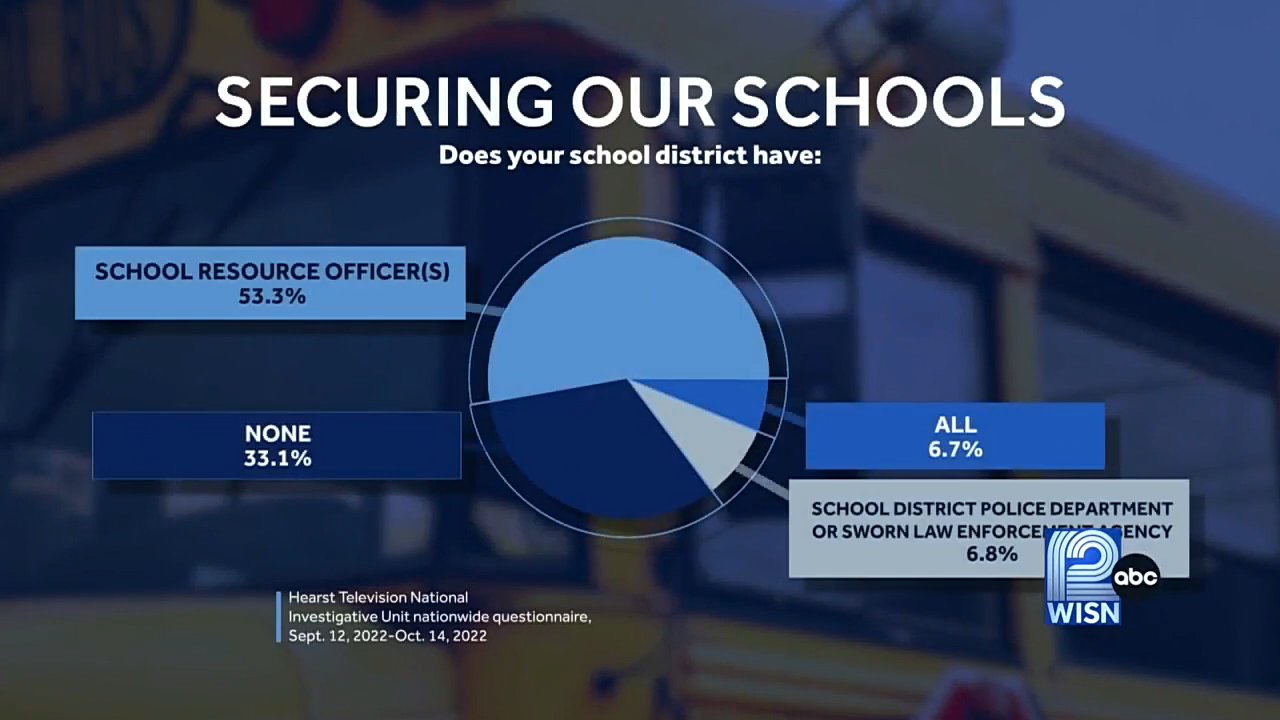 SECURING OUR SCHOOLS
Does your school district have:
SCHOOL RESOURCE OFFICER(S)
53.3%
NONE
33.1%
ALL
6.7%
SCHOOL DISTRICT POLICE DEPARTMENT
OR SWORN LAW ENFORCEMENT AGENCY
6.8%
Hearst Television National
Investigative Unit nationwide questionnaire,
Sept. 12, 2022-Oct. 14, 2022
12
abc
WISN